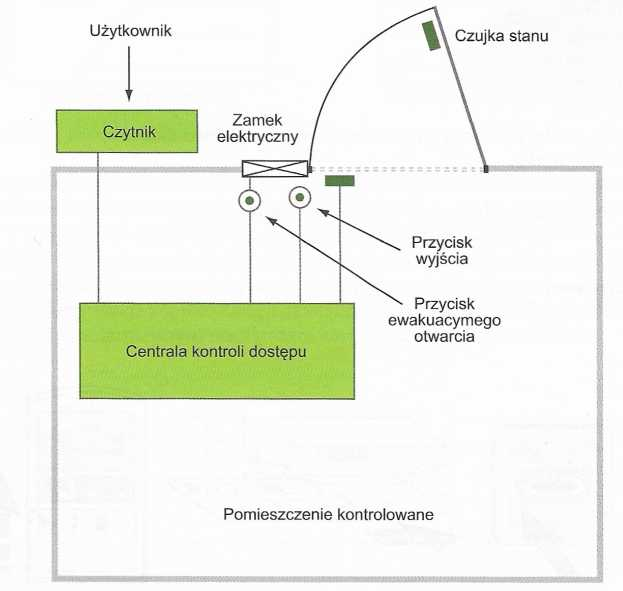 Użytkownik
Czujka stanu
Zamek
elektryczny
Czytnik
Przycisk
wyjścia
Przycisk
ewakuacymego
otwarcia
Centrala kontroli dostępu
Pomieszczenie kontrolowane